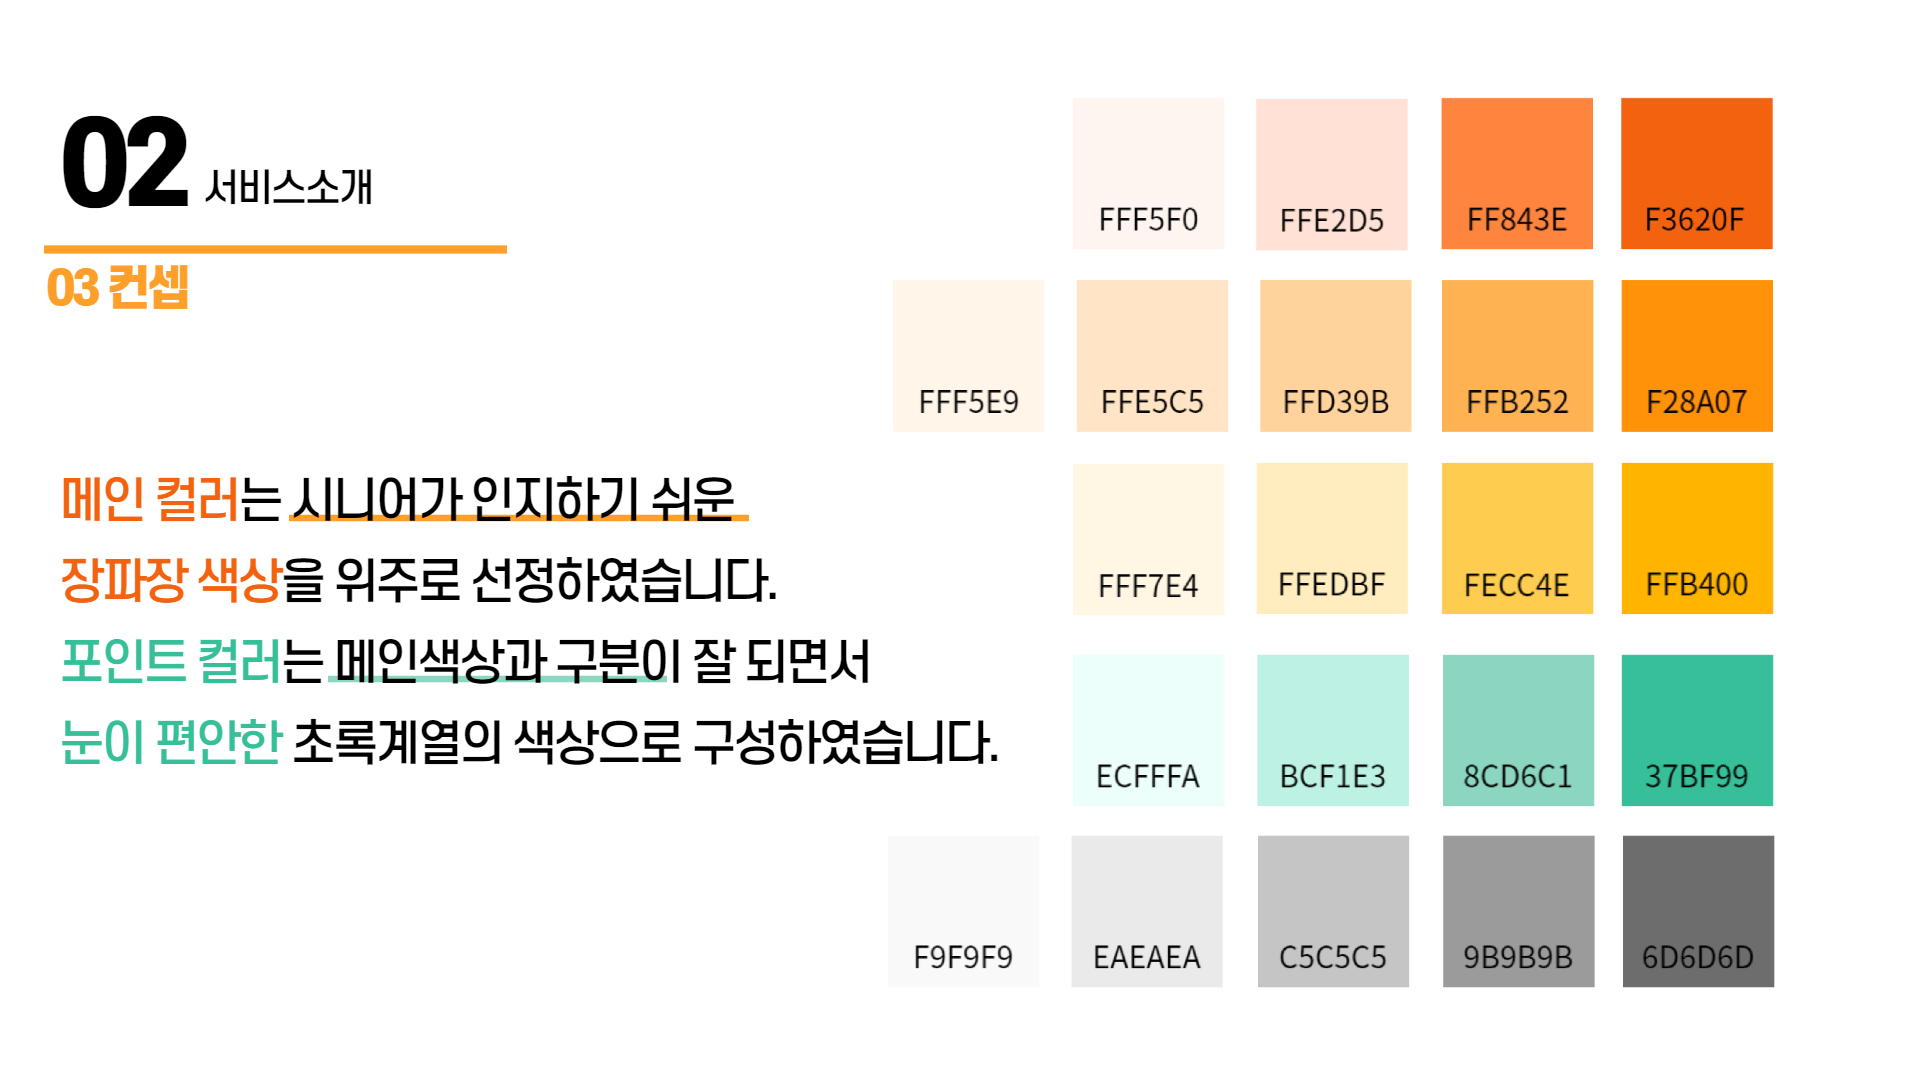 02 서비스소개
03 컨셉
메인 컬러는 시니어가 인지하기 쉬운
장파장 색상을 위주로 선정하였습니다.
포인트 컬러는 메인색상과 구분이 잘 되면서
눈이 편안한 초록계열의 색상으로 구성하였습니다.
FFF5F0 FFE2D5 FF843E F3620F
FFF5E9 FFE5C5 FFD39B FFB252 F28A07
FFF7E4 FFEDBF FECC4E FFB400
ECFFFA BCF1E3 8CD6C1 37BF99
F9F9F9 EAEAEA C5C5C5 9B9B9B 6D6D6D